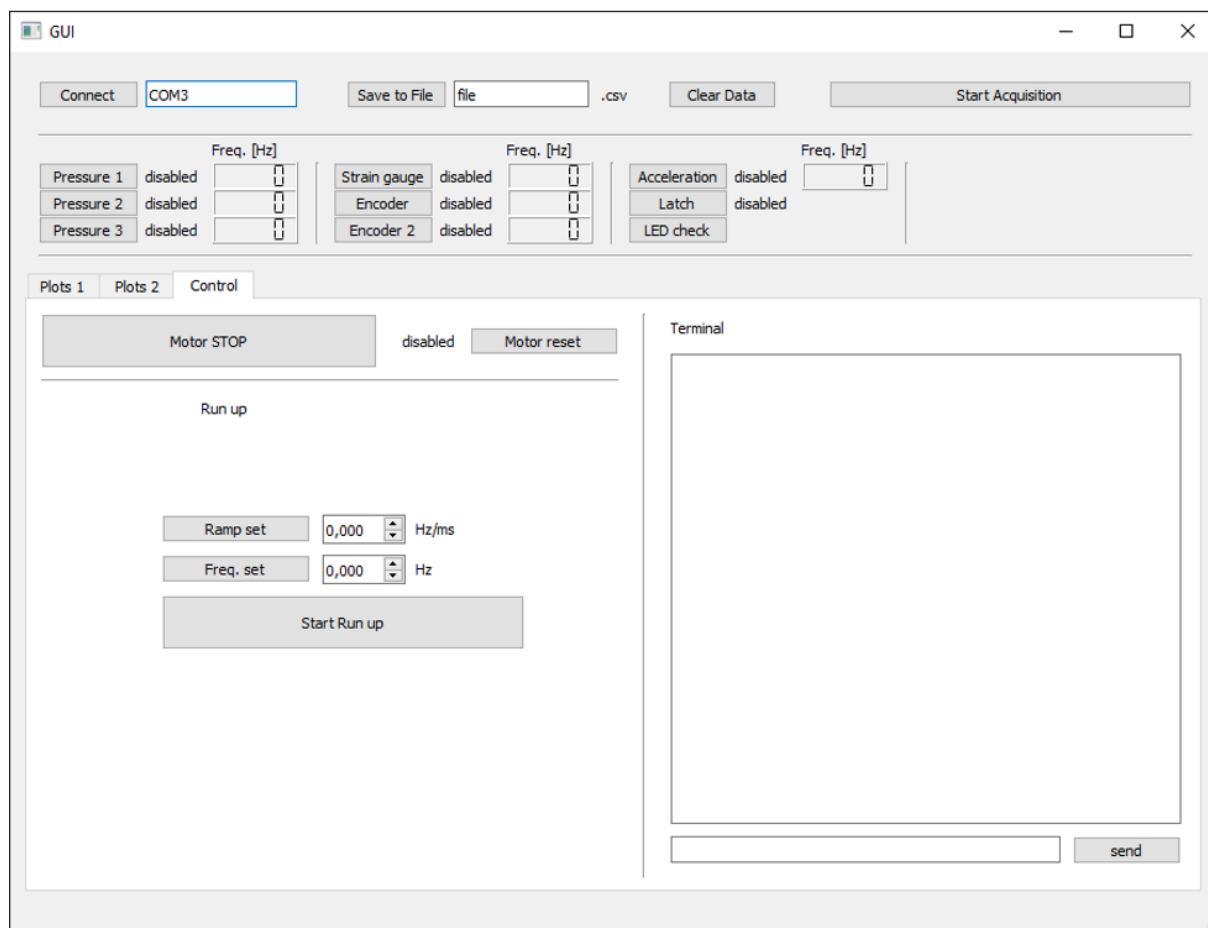 GUI
Connect COM3 Save to File file .csv Clear Data Start Acquisition
Freq. [Hz] Freq. [Hz] Freq. [Hz]
Pressure 1 disabled 0 Strain gauge disabled 0 Acceleration disabled 0
Pressure 2 disabled 0 Encoder disabled 0 Latch disabled
Pressure 3 disabled 0 Encoder 2 disabled 0 LED check
Plots 1 Plots 2 Control
Motor STOP disabled Motor reset
Terminal
Run up
Ramp set 0,000 Hz/ms
Freq. set 0,000 Hz
Start Run up
send